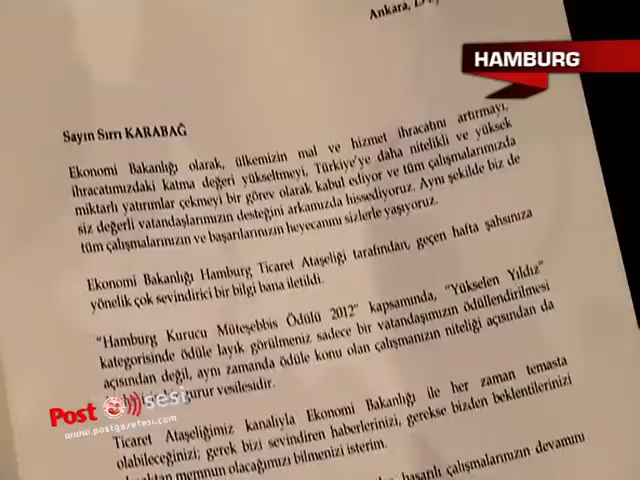 Ankara,
HAMBURG
Sayın Sırrı KARABAĞ
Ekonomi Bakanlığı olarak, ülkemizin mal ve hizmet ihracatını artırmayı,
ihracatımızdaki katma değeri yükseltmeyi, Türkiye'ye daha nitelikli ve yüksek
miktarlı yatırımlar çekmeyi bir görev olarak kabul ediyor ve tüm çalışmalarımızda
siz değerli vatandaşlarımızın desteğini arkamızda hissediyoruz. Aynı şekilde biz de
tüm çalışmalarınızın ve başarılarınızın heyecanını sizlerle yaşıyoruz.
Ekonomi Bakanlığı Hamburg Ticaret Ataşeliği tarafından, geçen hafta şahsınıza
yönelik çok sevindirici bir bilgi bana iletildi.
"Hamburg Kurucu Müteşebbis Ödülü 2012" kapsamında, "Yükselen Yıldız"
kategorisinde ödüle layık görülmeniz sadece bir vatandaşımızın ödüllendirilmesi
açısından değil, aynı zamanda ödüle konu olan çalışmanızın niteliği açısından da
gurur vesilesidir.
Post sesi
www.postgazetesi.com
Ticaret Ataşeliğimiz kanalıyla Ekonomi Bakanlığı ile her zaman temasta
olabileceğinizi; gerek bizi sevindiren haberlerinizi, gerekse bizden beklentilerinizi
memnun olacağımızı bilmenizi isterim.
başarılı çalışmalarınızın devamını